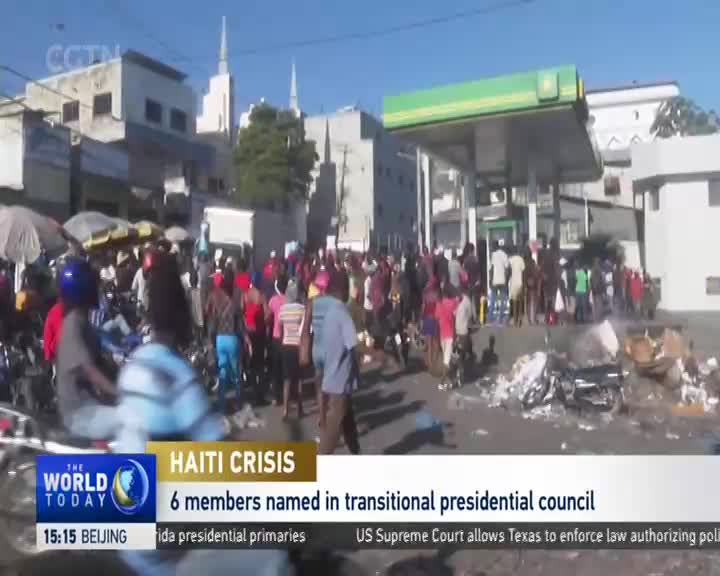 CGTN
HAITI CRISIS
THE WORLD TODAY
6 members named in transitional presidential council
15:15 BEIJING
rida presidential primaries US Supreme Court allows Texas to enforce law authorizing poli